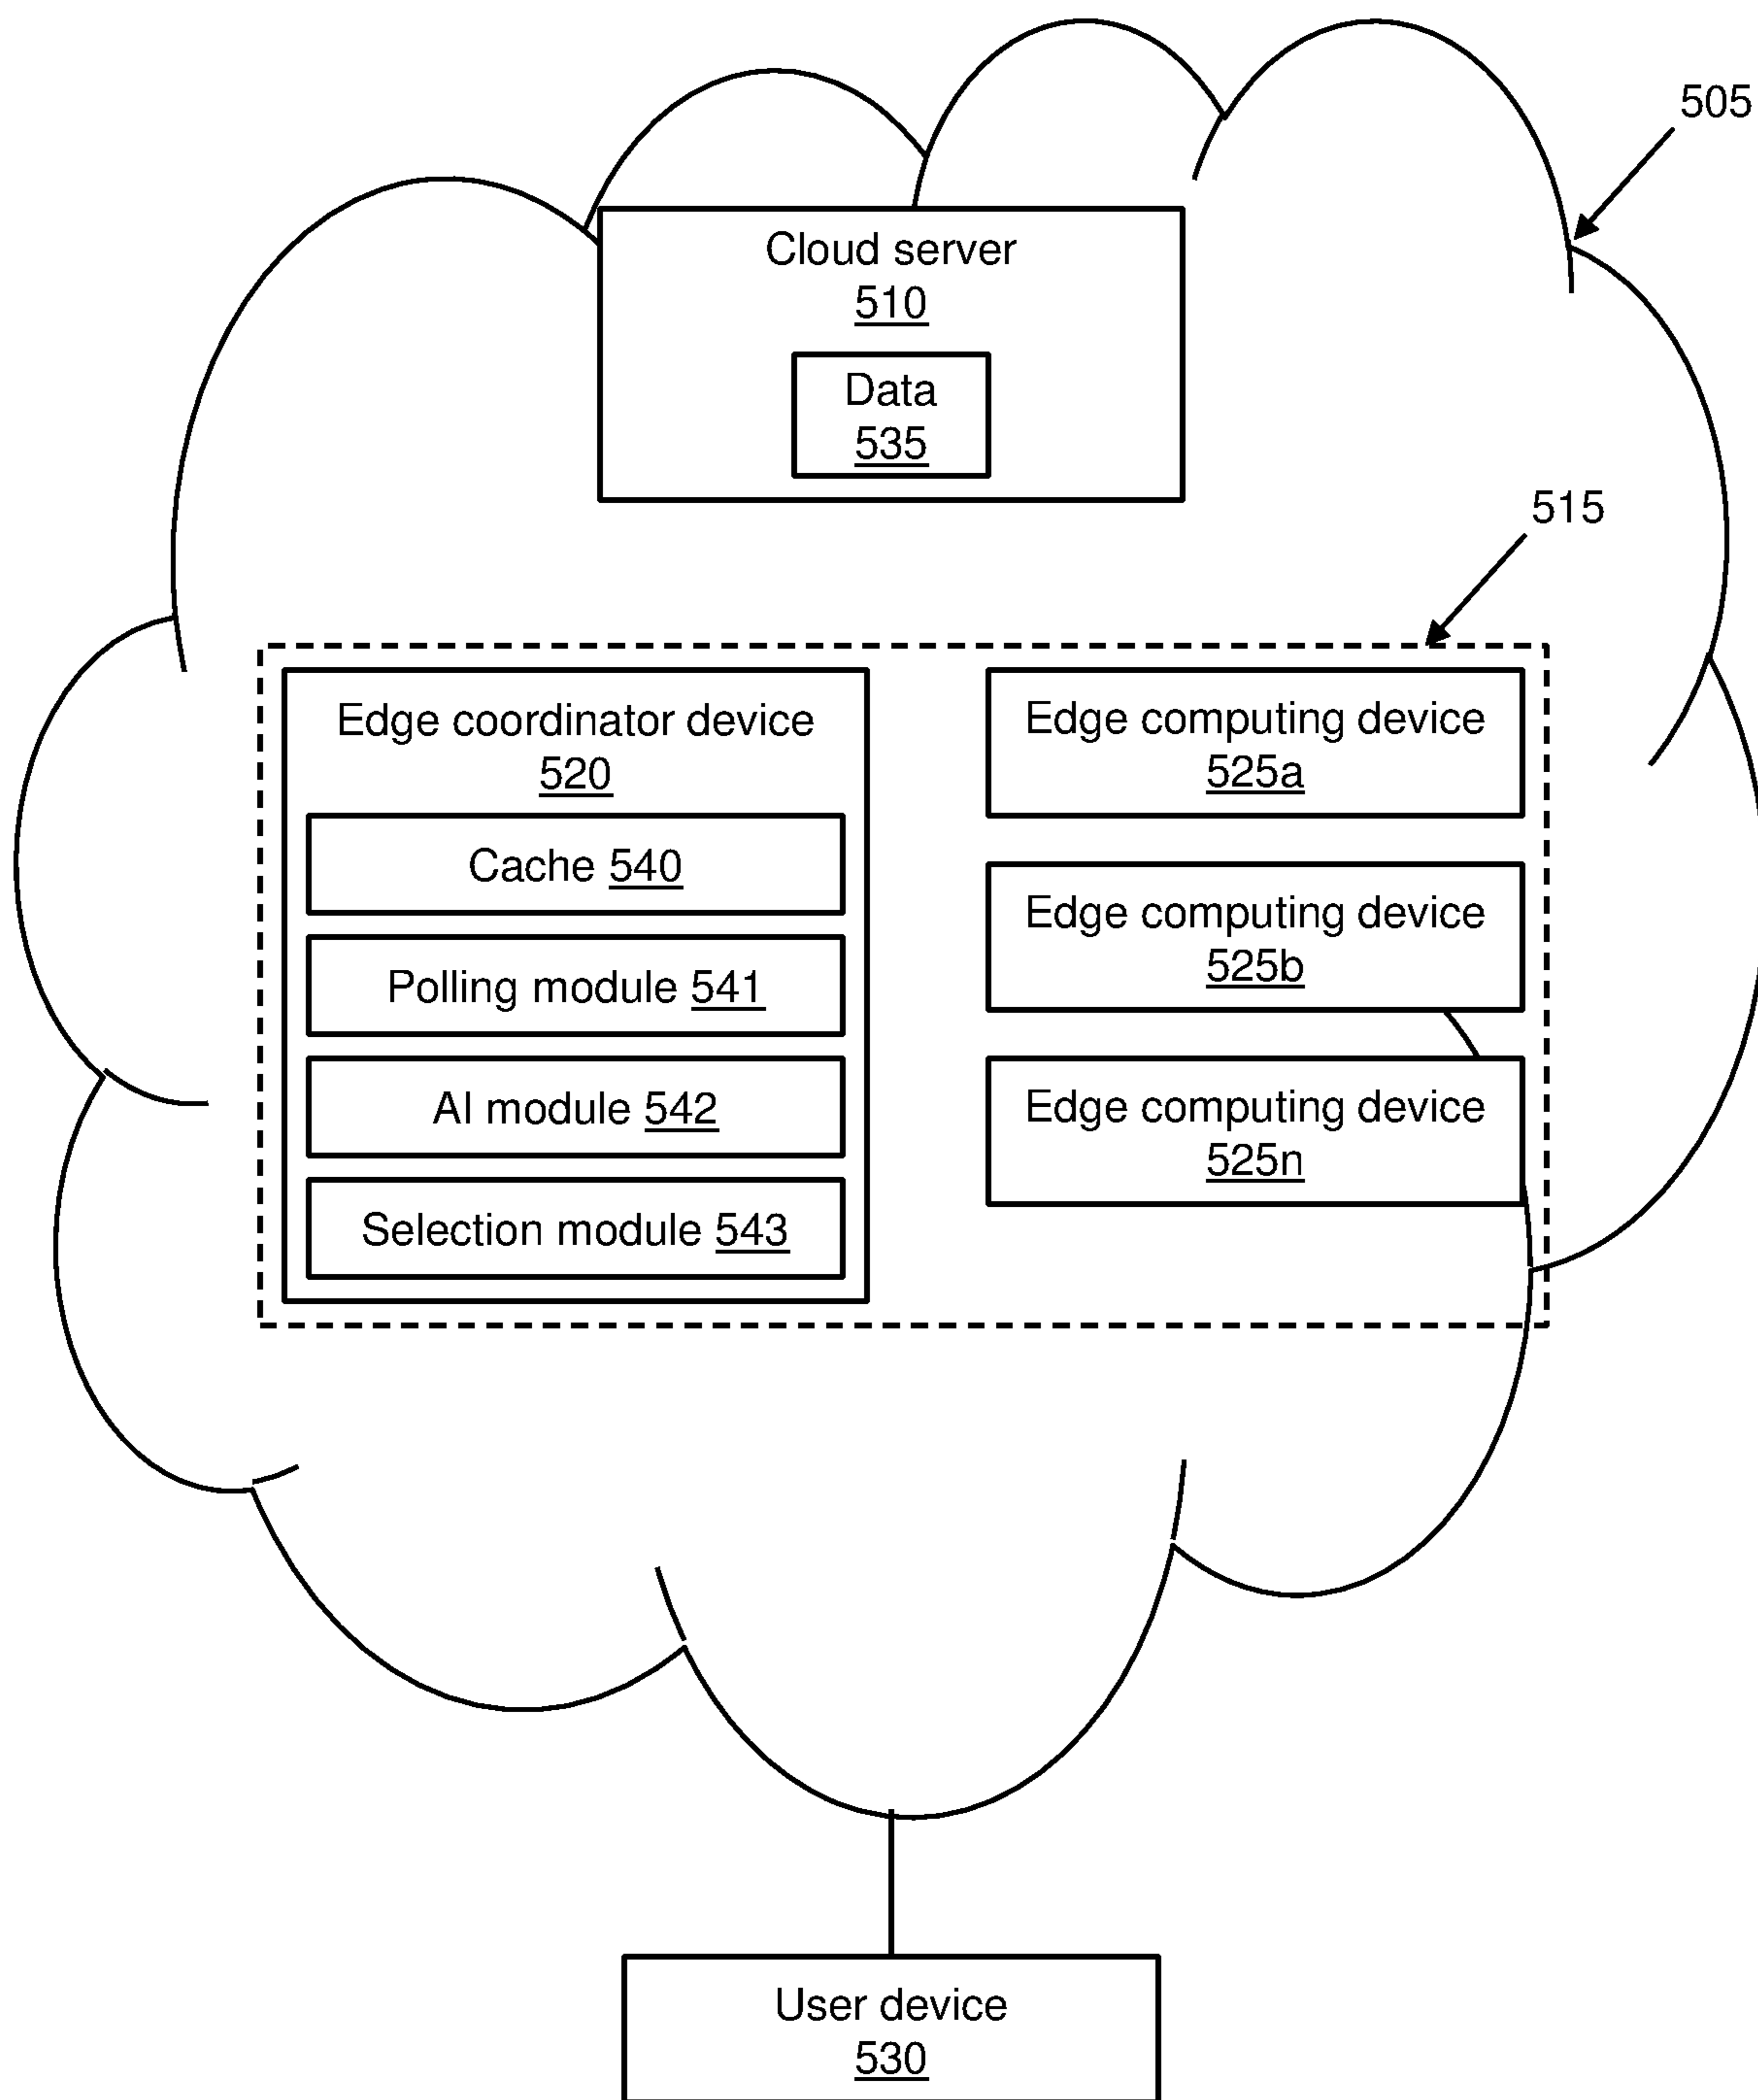 505
Cloud server
510
Data
535
515
Edge coordinator device
520
Cache 540
Polling module 541
AI module 542
Selection module 543
Edge computing device
525a
Edge computing device
525b
Edge computing device
525n
User device
530